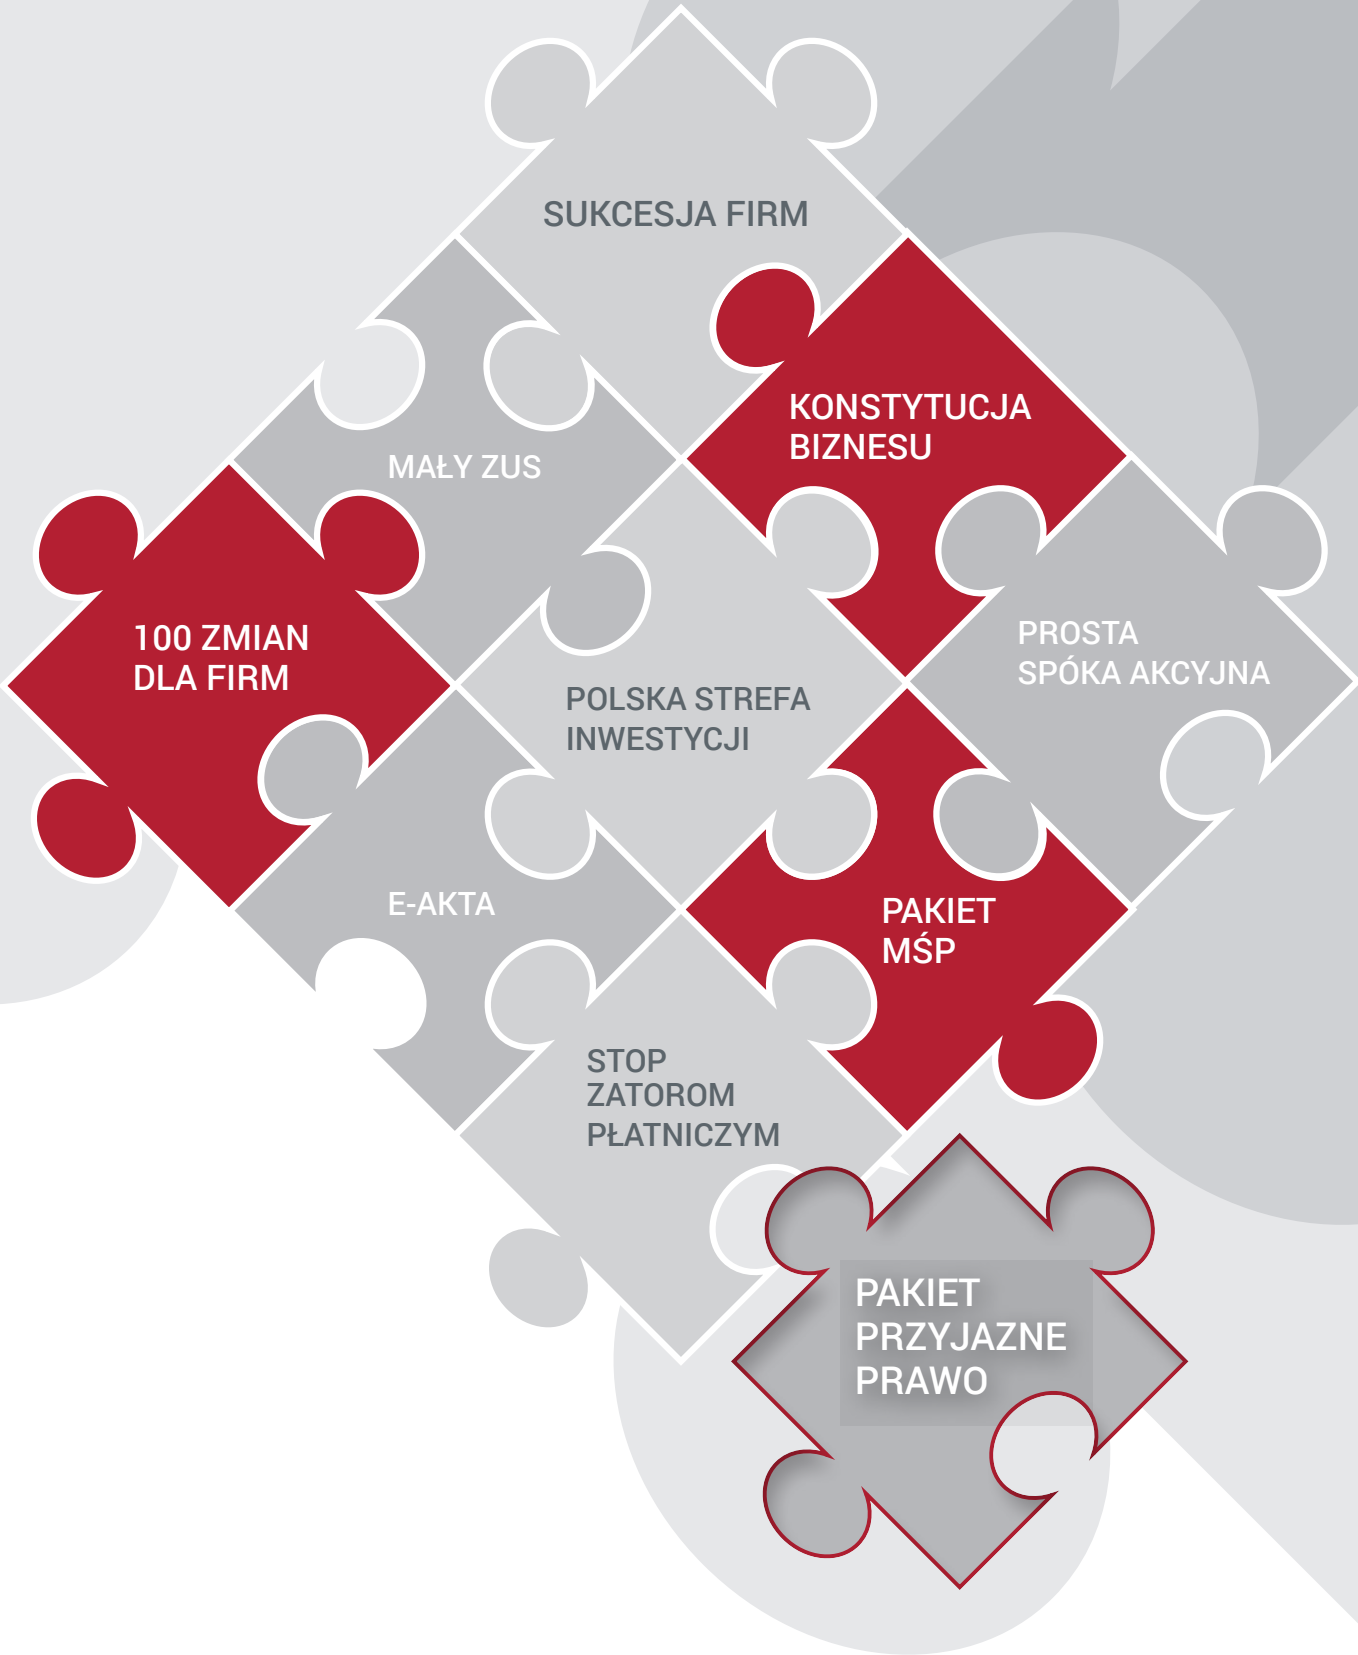 SUKCESJA FIRM
KONSTYTUCJA
BIZNESU
MAŁY ZUS
100 ZMIAN
DLA FIRM
PROSTA
SPÓKA AKCYJNA
POLSKA STREFA
INWESTYCJI
E-AKTA
PAKIET
MŚP
STOP
ZATOROM
PŁATNICZYM
PAKIET
PRZYJAZNE
PRAWO